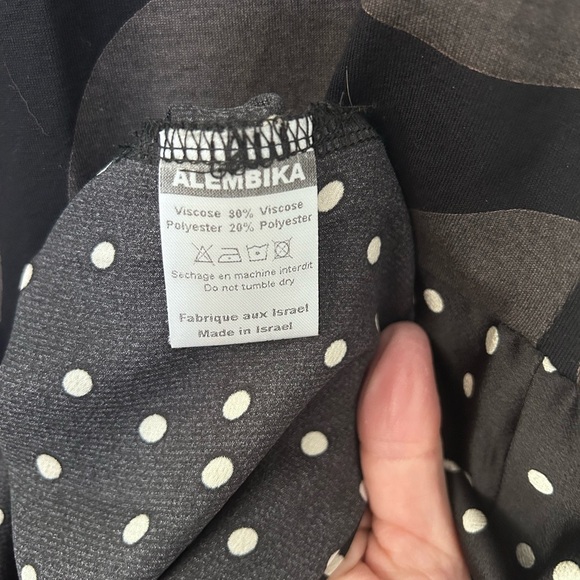 ALEMBIKA
Viscose 80% Viscose
Polyester 20% Polyester
Sechage en machine interdit
Do not tumble dry
Fabrique aux Israel
Made in Israel